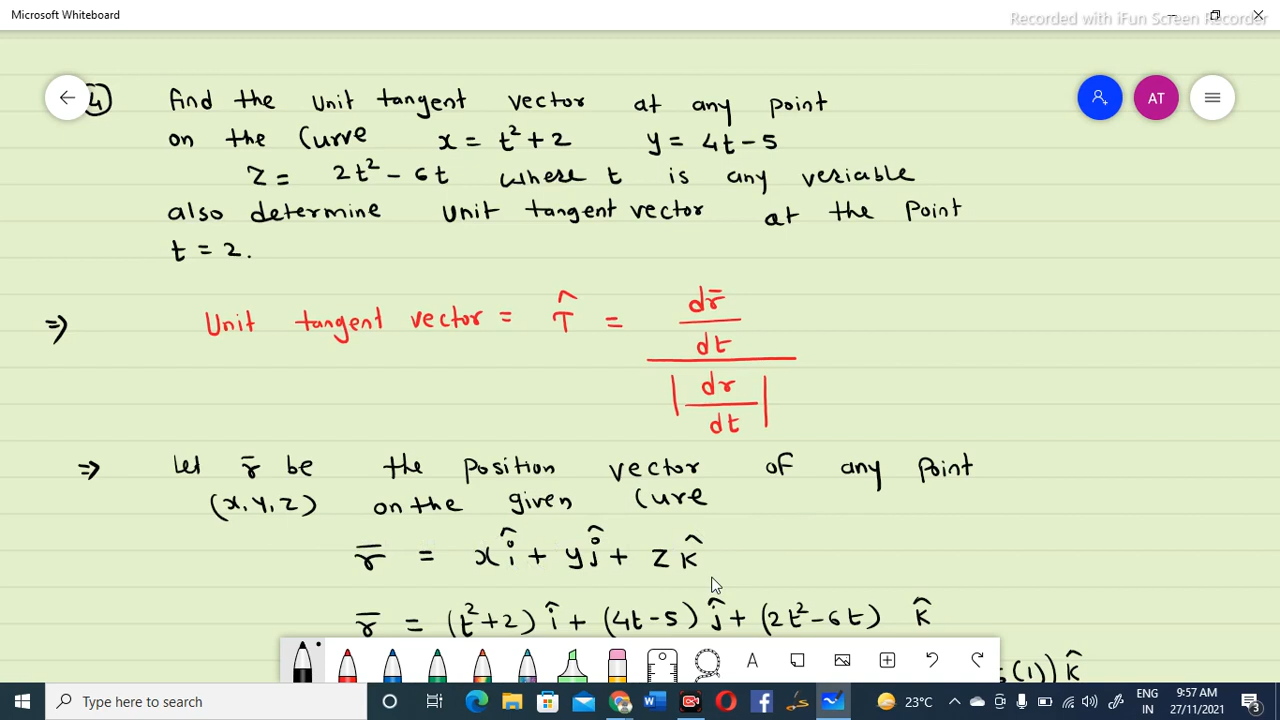 Microsoft Whiteboard
Recorded with iFun Screen Recorder
4) find the unit tangent vector at any point
on the Curve x = t² + 2 y = 4t - 5
z = 2t² - 6t where t is any veriable
also determine unit tangent vector at the Point
t = 2.
AT
⇒ Unit tangent vector = T̂ = (dr̄/dt) / |dr/dt|
⇒ Let r̄ be the position vector of any point
(x, y, z) on the given Cure
r̄ = x î + y ĵ + z k̂
r̄ = (t² + 2) î + (4t - 5) ĵ + (2t² - 6t) k̂
(1)) k̂
A
Type here to search
23°C
ENG
IN
9:57 AM
27/11/2021
3